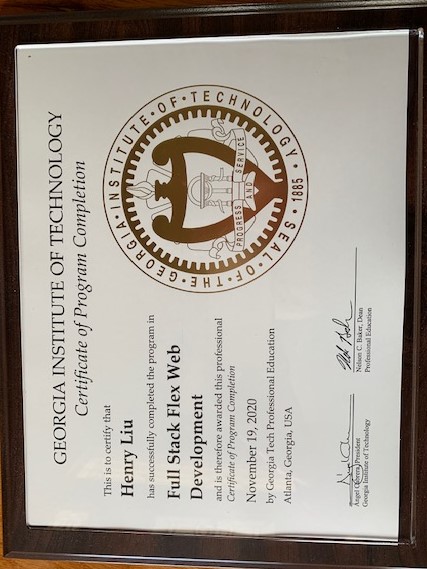 GEORGIA INSTITUTE OF TECHNOLOGY
Certificate of Program Completion
This is to certify that
Henry Liu
has successfully completed the program in
Full Stack Flex Web
Development
and is therefore awarded this professional
Certificate of Program Completion
November 19, 2020
by Georgia Tech Professional Education
Atlanta, Georgia, USA
SEAL·OF·THE·GEORGIA·INSTITUTE·OF·TECHNOLOGY·
PROGRESS AND SERVICE
1885
Ángel Cabrera, President
Georgia Institute of Technology
Nelson C. Baker, Dean
Professional Education